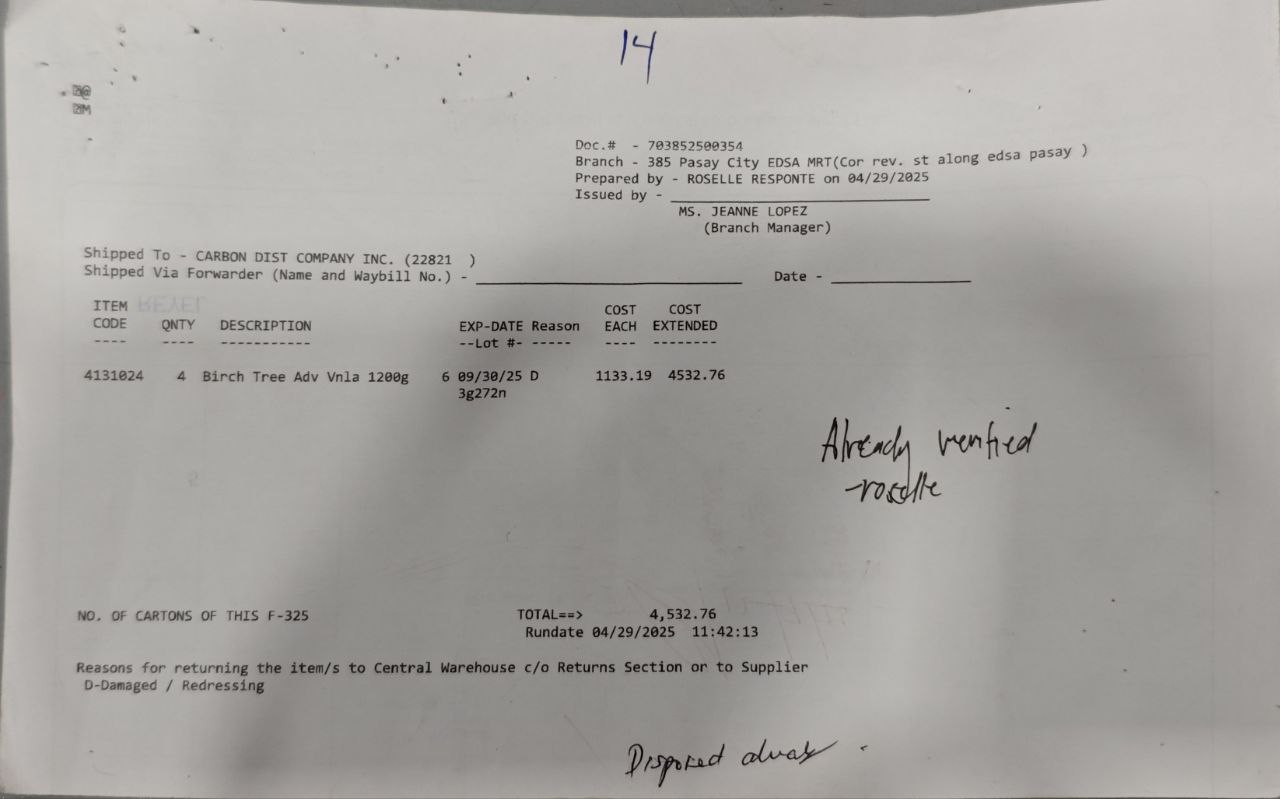 14
@
M
Doc.# - 703852500354
Branch - 385 Pasay City EDSA MRT(Cor rev. st along edsa pasay )
Prepared by - ROSELLE RESPONTE on 04/29/2025
Issued by -
MS. JEANNE LOPEZ
(Branch Manager)
Shipped To - CARBON DIST COMPANY INC. (22821 )
Shipped Via Forwarder (Name and Waybill No.) - Date -
ITEM COST COST
CODE QNTY DESCRIPTION EXP-DATE Reason EACH EXTENDED
---- ---- ----------- --Lot #- ----- ---- --------
4131024 4 Birch Tree Adv Vnla 1200g 6 09/30/25 D 1133.19 4532.76
3g272n
Already verified
-roselle
NO. OF CARTONS OF THIS F-325 TOTAL==> 4,532.76
Rundate 04/29/2025 11:42:13
Reasons for returning the item/s to Central Warehouse c/o Returns Section or to Supplier
D-Damaged / Redressing
Disposed